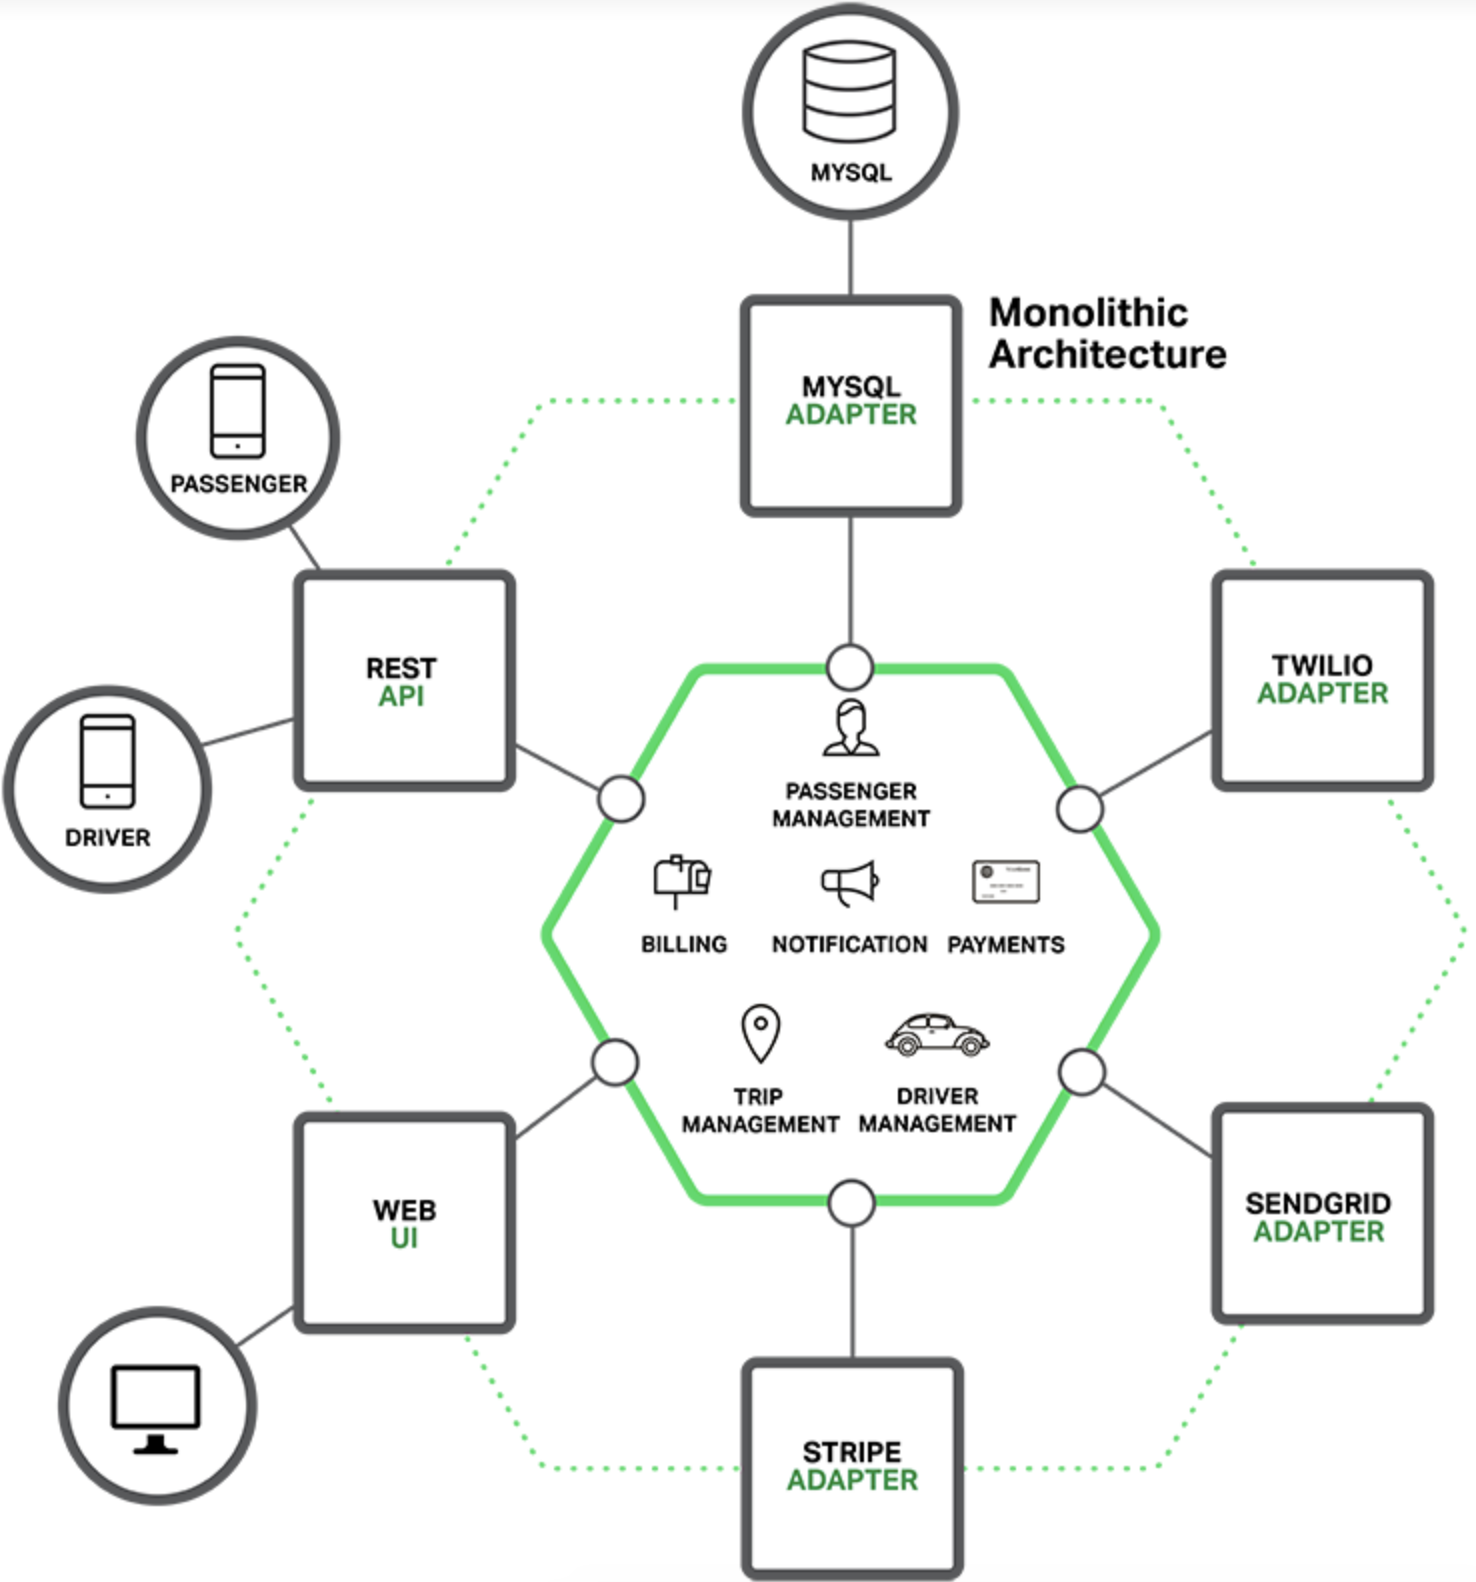 MYSQL
Monolithic
Architecture
MYSQL
ADAPTER
PASSENGER
REST
API
TWILIO
ADAPTER
DRIVER
PASSENGER
MANAGEMENT
BILLING
NOTIFICATION
PAYMENTS
TRIP
MANAGEMENT
DRIVER
MANAGEMENT
WEB
UI
SENDGRID
ADAPTER
STRIPE
ADAPTER